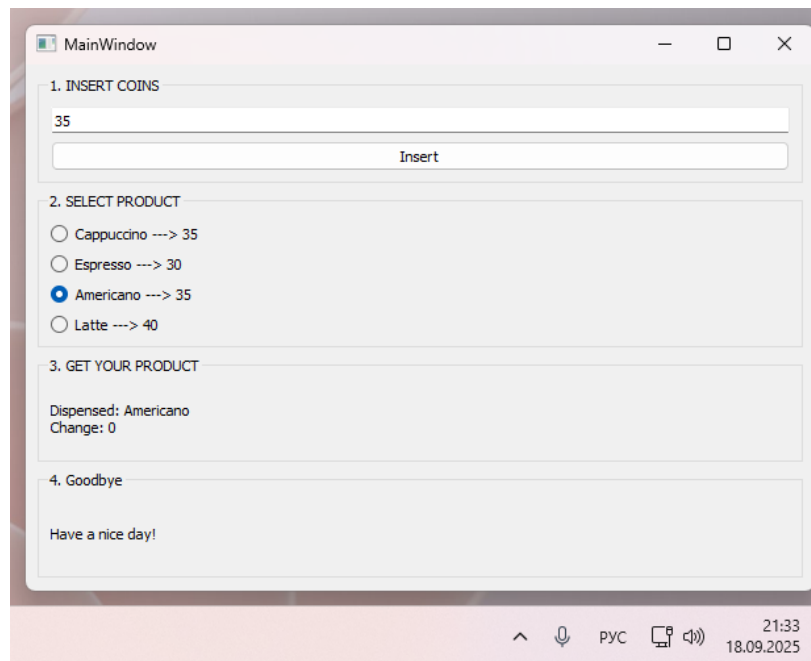 MainWindow
1. INSERT COINS
35
Insert
2. SELECT PRODUCT
Cappuccino ---> 35
Espresso ---> 30
Americano ---> 35
Latte ---> 40
3. GET YOUR PRODUCT
Dispensed: Americano
Change: 0
4. Goodbye
Have a nice day!
РУС
21:33
18.09.2025